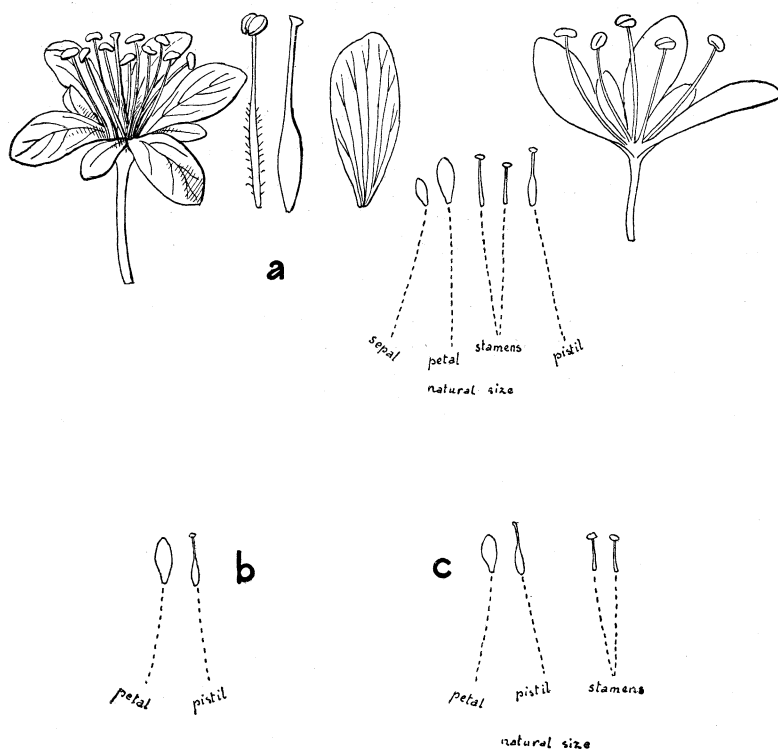 a
sepal
petal
stamens
pistil
natural size
b
petal
pistil
c
petal
pistil
stamens
natural size